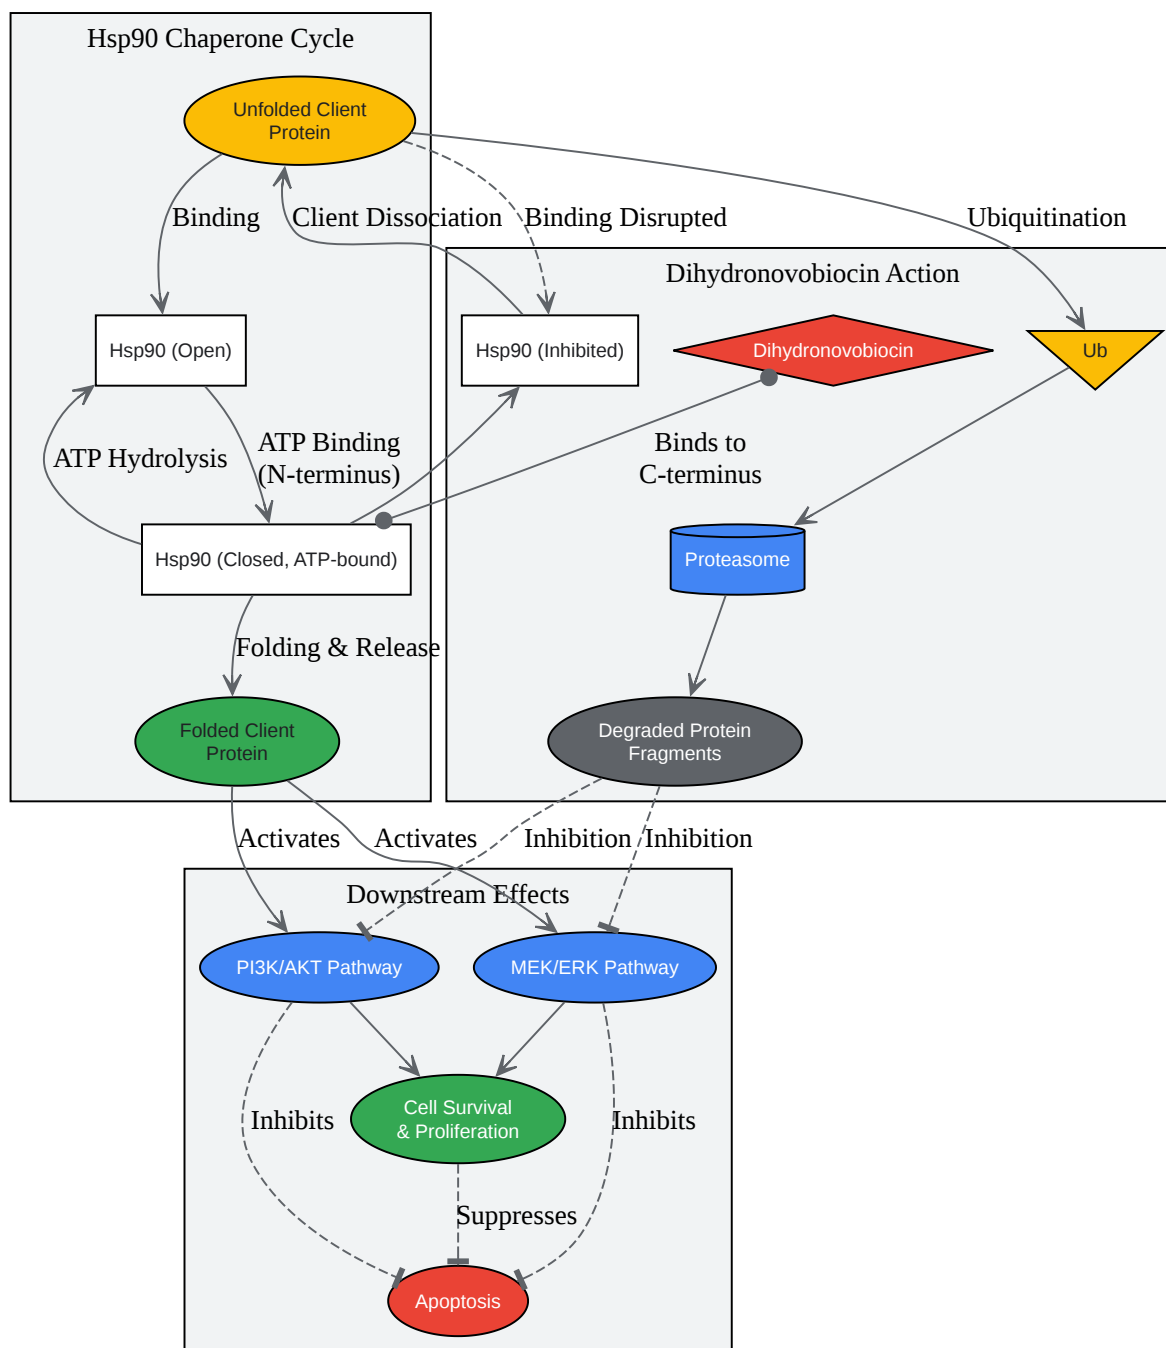 Hsp90 Chaperone Cycle
Unfolded Client
Protein
Binding
Client Dissociation
Binding Disrupted
Ubiquitination
Dihydronovobiocin Action
Hsp90 (Open)
Hsp90 (Inhibited)
Dihydronovobiocin
Ub
ATP Hydrolysis
ATP Binding
(N-terminus)
Binds to
C-terminus
Hsp90 (Closed, ATP-bound)
Proteasome
Folding & Release
Folded Client
Protein
Degraded Protein
Fragments
Activates
Activates
Inhibition
Inhibition
Downstream Effects
PI3K/AKT Pathway
MEK/ERK Pathway
Cell Survival
& Proliferation
Inhibits
Inhibits
Suppresses
Apoptosis